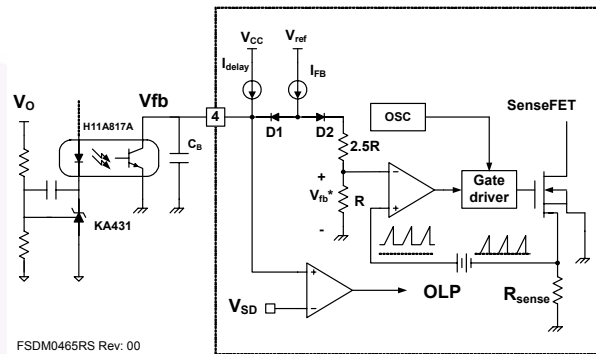 VCC
Vref
Idelay
IFB
VO
Vfb
4
SenseFET
H11A817A
D1
D2
OSC
CB
2.5R
+
Vfb*
-
R
−
+
Gate driver
KA431
+
−
VSD
OLP
Rsense
FSDM0465RS Rev: 00